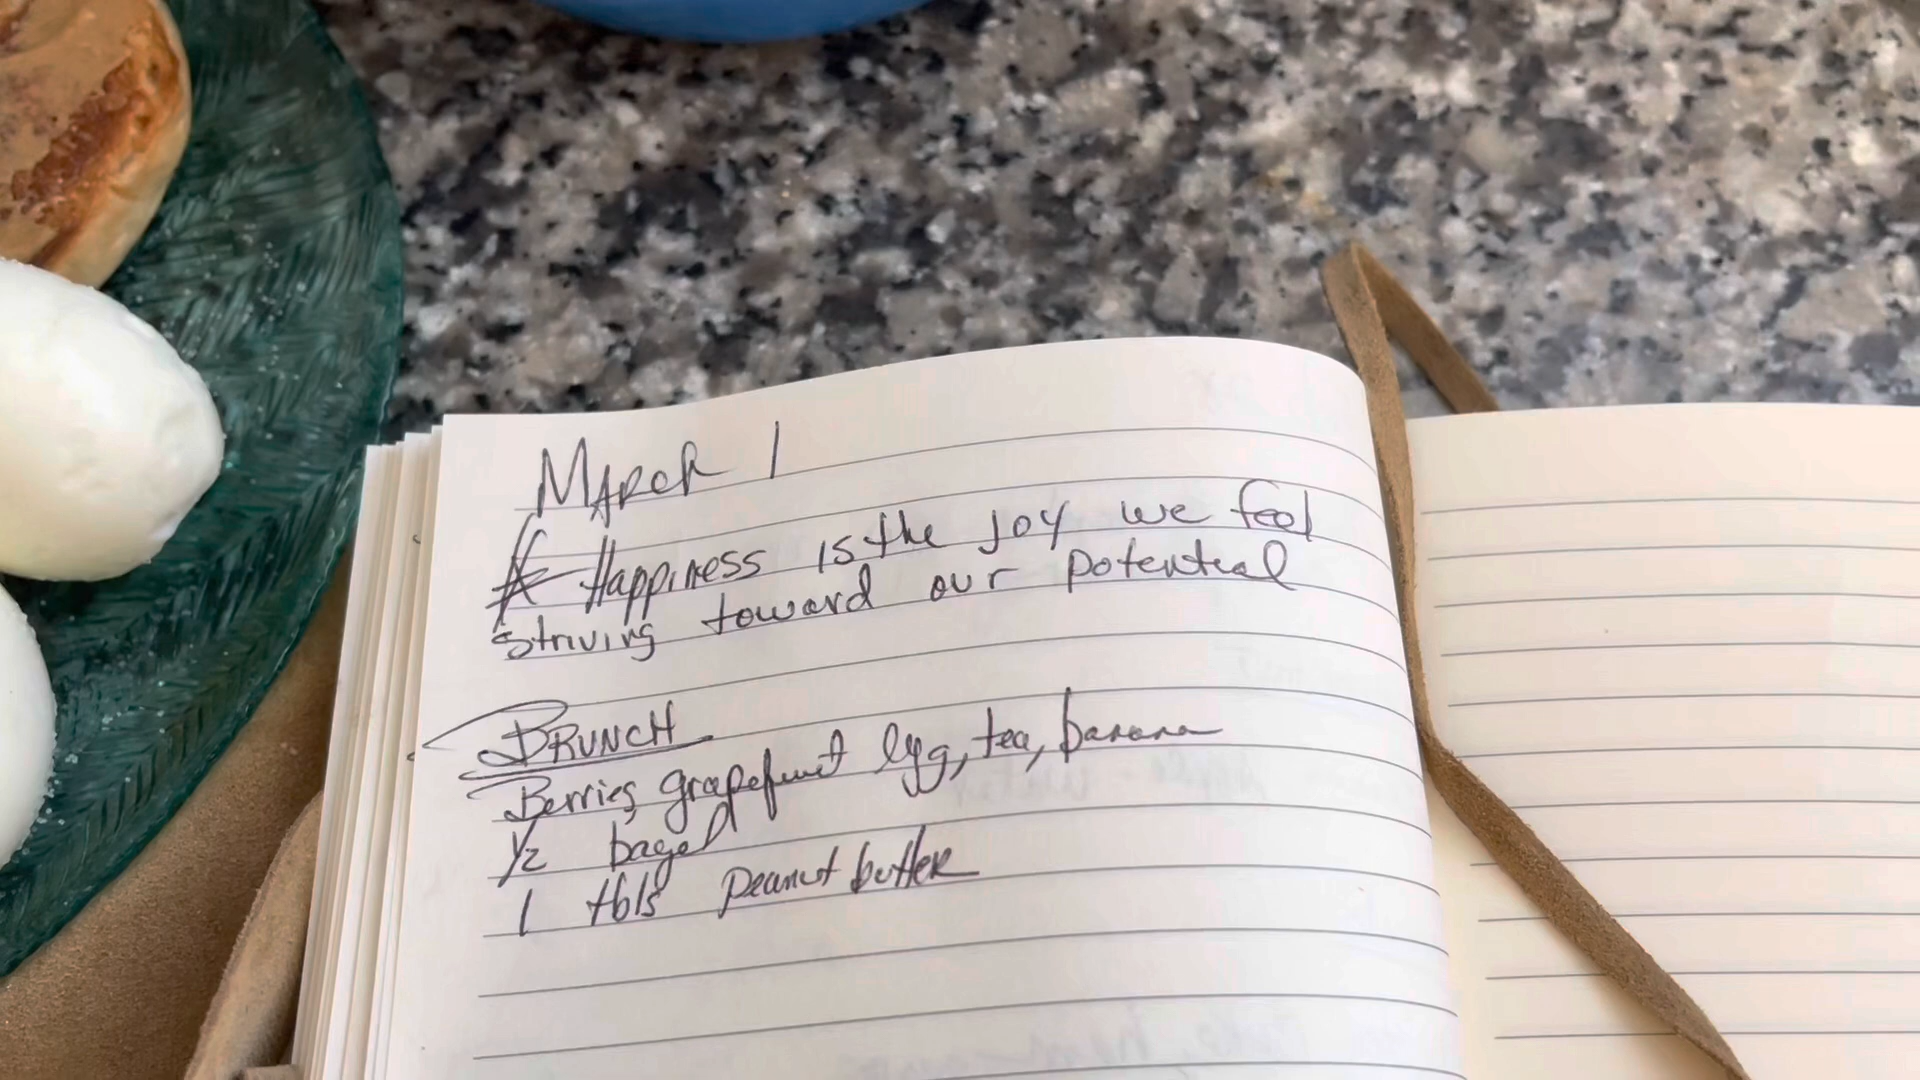 MARCH 1
Happiness is the joy we feel
striving toward our potential
BRUNCH
Berries, grapefruit egg, tea, banana
1/2 bagel
1 tbls peanut butter